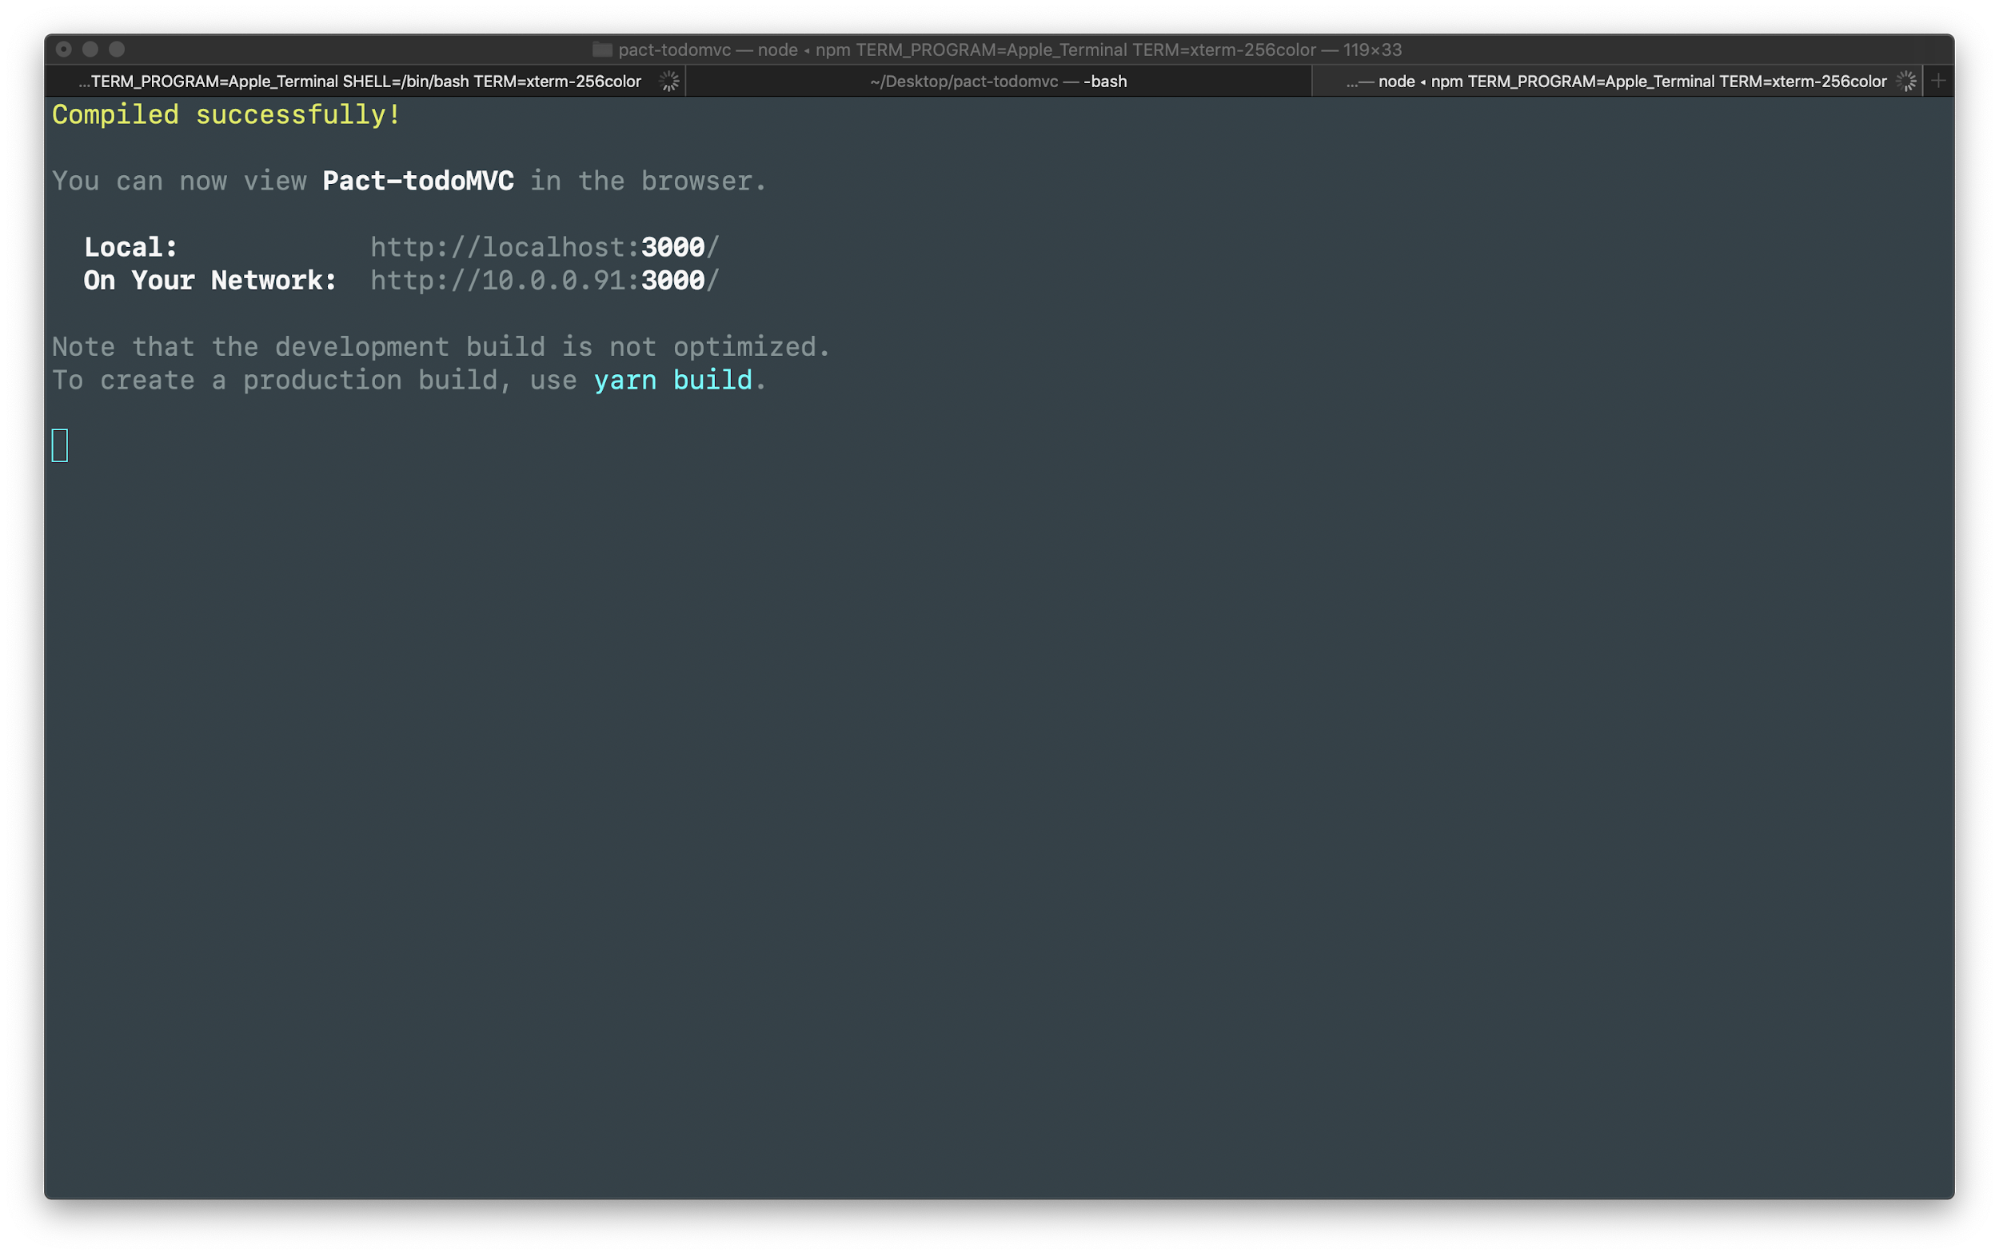 pact-todomvc — node ◂ npm TERM_PROGRAM=Apple_Terminal TERM=xterm-256color — 119×33
...TERM_PROGRAM=Apple_Terminal SHELL=/bin/bash TERM=xterm-256color
~/Desktop/pact-todomvc — -bash
...— node ◂ npm TERM_PROGRAM=Apple_Terminal TERM=xterm-256color
Compiled successfully!
You can now view Pact-todoMVC in the browser.
Local: http://localhost:3000/
On Your Network: http://10.0.0.91:3000/
Note that the development build is not optimized.
To create a production build, use yarn build.